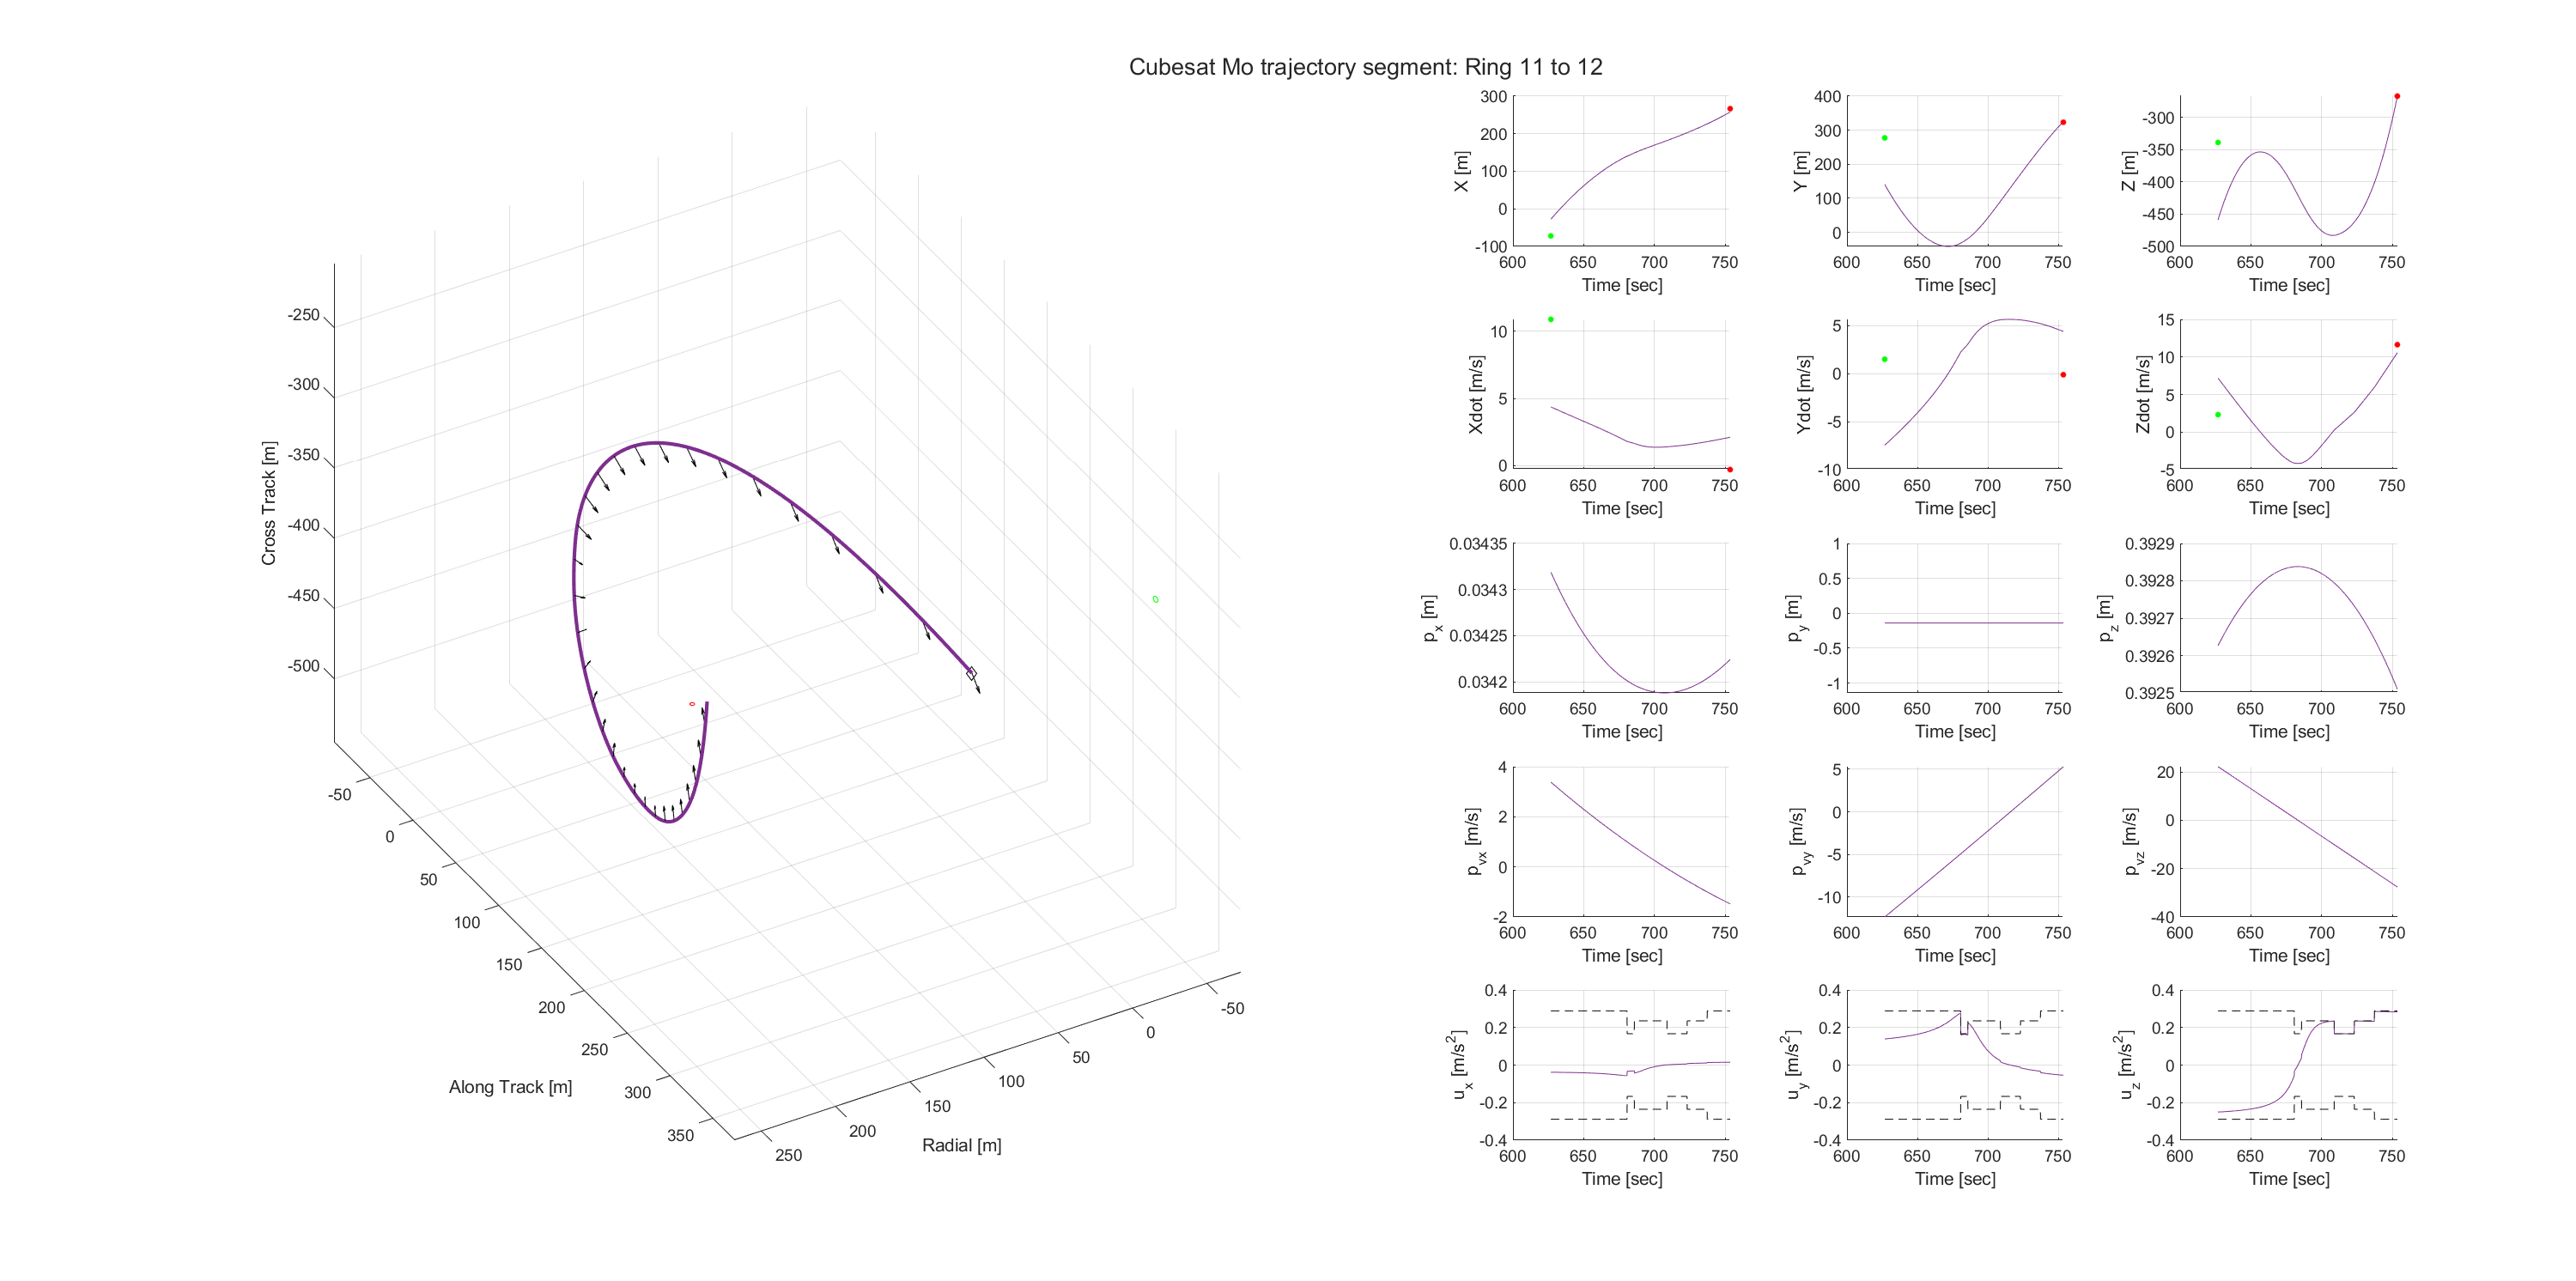 Cubesat Mo trajectory segment: Ring 11 to 12
-250
-300
-350
-400
-450
-500
Cross Track [m]
-50
0
50
100
150
200
250
300
350
Along Track [m]
250
200
150
100
50
0
-50
Radial [m]
300
200
100
0
-100
X [m]
600 650 700 750
Time [sec]
400
300
200
100
0
Y [m]
600 650 700 750
Time [sec]
-300
-350
-400
-450
-500
Z [m]
600 650 700 750
Time [sec]
10
5
0
Xdot [m/s]
600 650 700 750
Time [sec]
5
0
-5
-10
Ydot [m/s]
600 650 700 750
Time [sec]
15
10
5
0
-5
Zdot [m/s]
600 650 700 750
Time [sec]
0.03435
0.0343
0.03425
0.0342
p_x [m]
600 650 700 750
Time [sec]
1
0.5
0
-0.5
-1
p_y [m]
600 650 700 750
Time [sec]
0.3929
0.3928
0.3927
0.3926
0.3925
p_z [m]
600 650 700 750
Time [sec]
4
2
0
-2
p_vx [m/s]
600 650 700 750
Time [sec]
5
0
-5
-10
p_vy [m/s]
600 650 700 750
Time [sec]
20
0
-20
-40
p_vz [m/s]
600 650 700 750
Time [sec]
0.4
0.2
0
-0.2
-0.4
u_x [m/s²]
600 650 700 750
Time [sec]
0.4
0.2
0
-0.2
-0.4
u_y [m/s²]
600 650 700 750
Time [sec]
0.4
0.2
0
-0.2
-0.4
u_z [m/s²]
600 650 700 750
Time [sec]